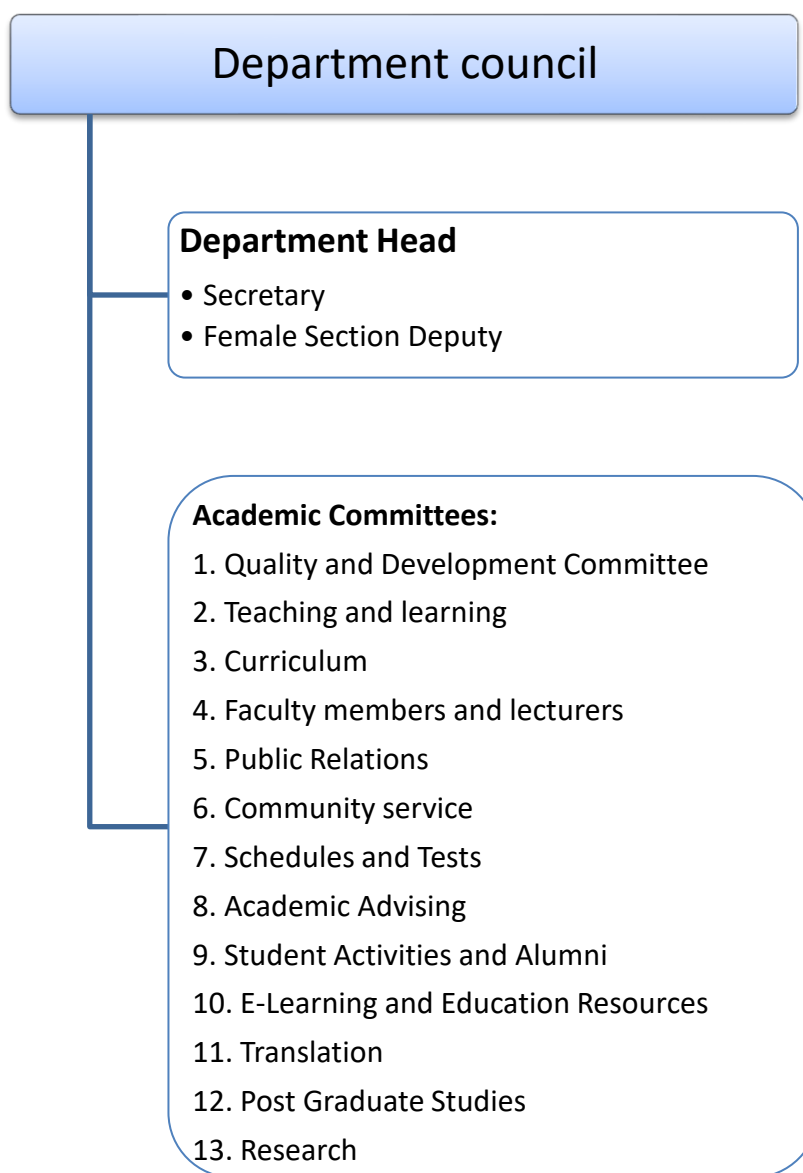 Department council
Department Head
• Secretary
• Female Section Deputy
Academic Committees:
1. Quality and Development Committee
2. Teaching and learning
3. Curriculum
4. Faculty members and lecturers
5. Public Relations
6. Community service
7. Schedules and Tests
8. Academic Advising
9. Student Activities and Alumni
10. E-Learning and Education Resources
11. Translation
12. Post Graduate Studies
13. Research